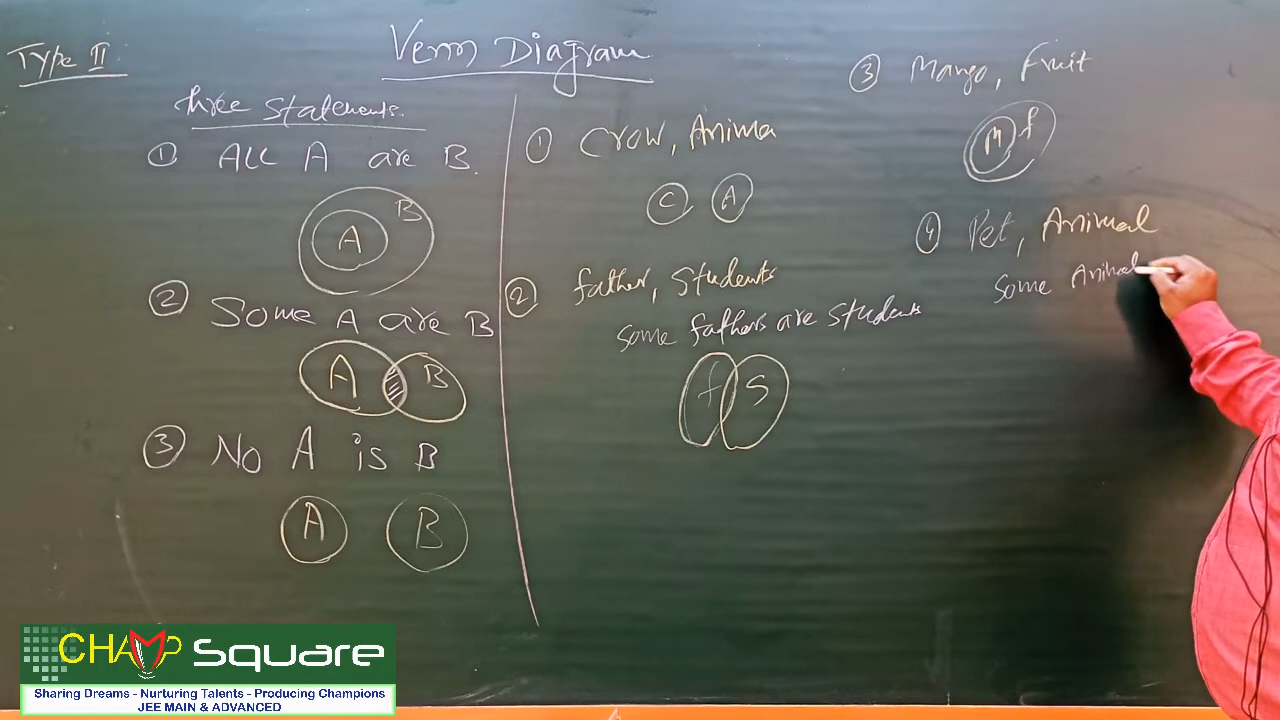 Type II
Venn Diagram
three statements.
① ALL A are B.
A B
② Some A are B
A B
③ No A is B
A B
① Crow, Anima
C A
② father, students
some fathers are students
f S
③ Mango, fruit
M f
④ Pet, Animal
some Animal
CHAMP Square
Sharing Dreams - Nurturing Talents - Producing Champions
JEE MAIN & ADVANCED